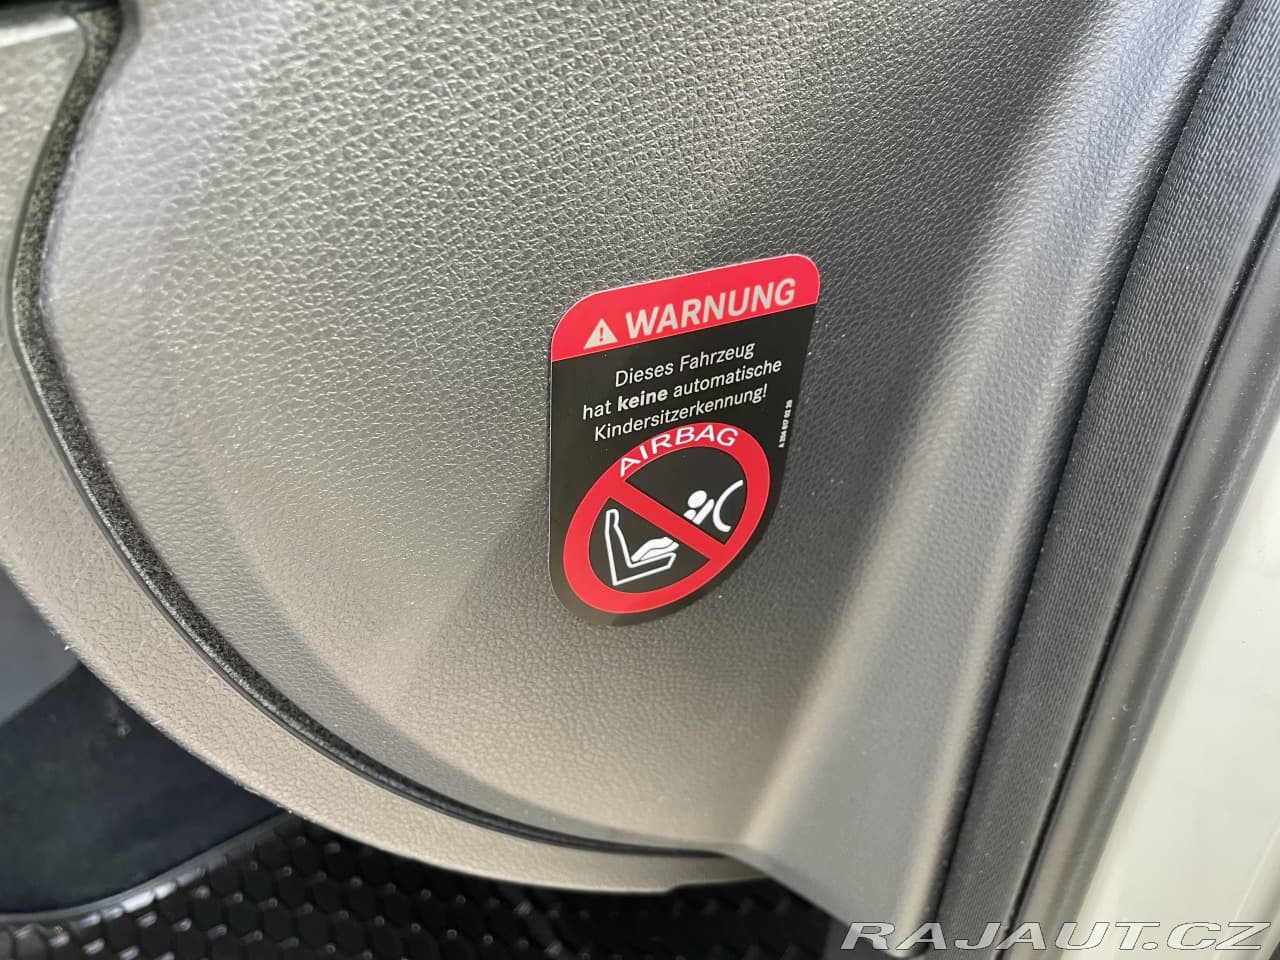 WARNUNG
Dieses Fahrzeug
hat keine automatische
Kindersitzerkennung!
AIRBAG
RAJAUT.CZ